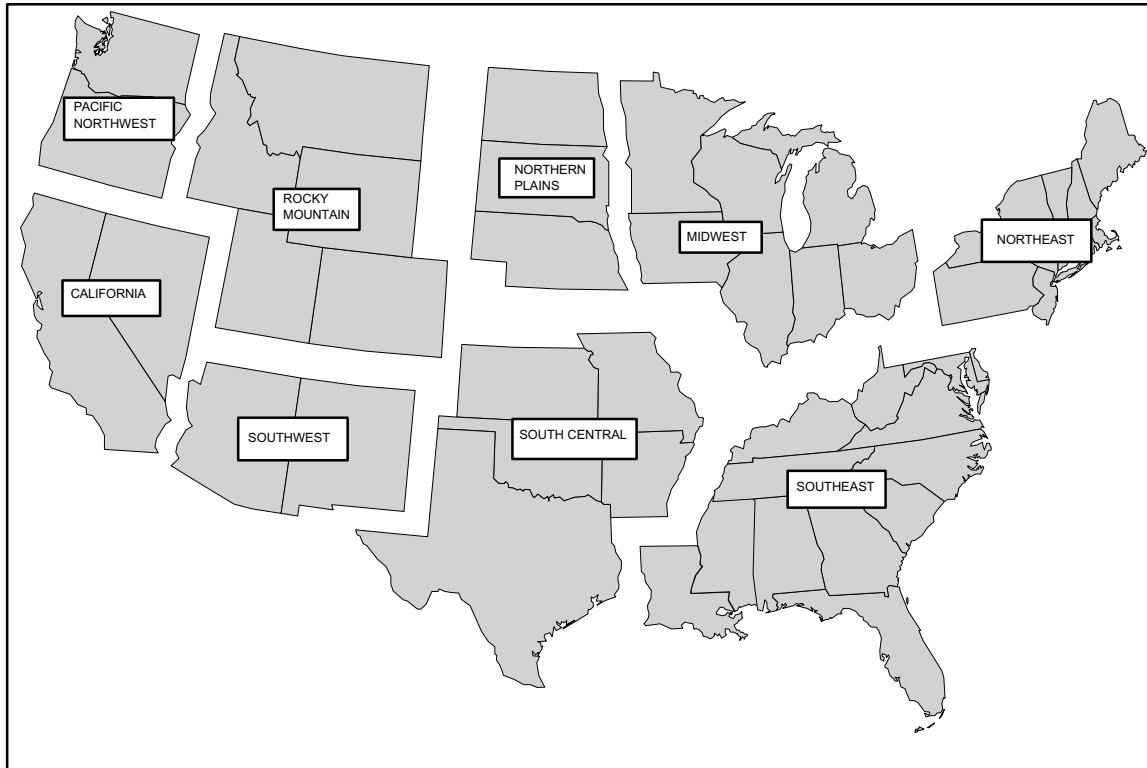 PACIFIC
NORTHWEST
ROCKY
MOUNTAIN
NORTHERN
PLAINS
MIDWEST
NORTHEAST
CALIFORNIA
SOUTHWEST
SOUTH CENTRAL
SOUTHEAST